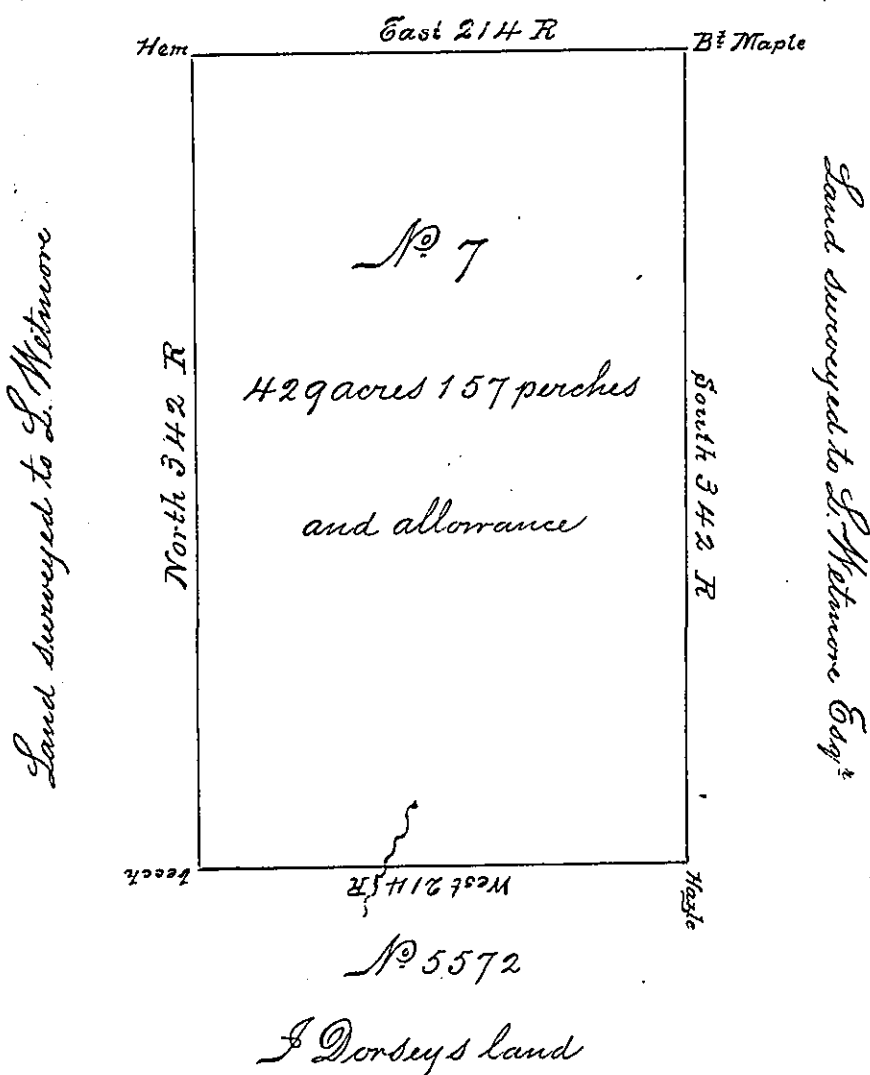 East 214 R
Hem
Bt Maple
No 7
Land surveyed to L. Wetmore
North 342 R
429 acres 157 perches
and allowance
South 342 R
Land surveyed to L. Wetmore Esqr
beech
West 214 R
Hazle
No 5572
J Dorseys land